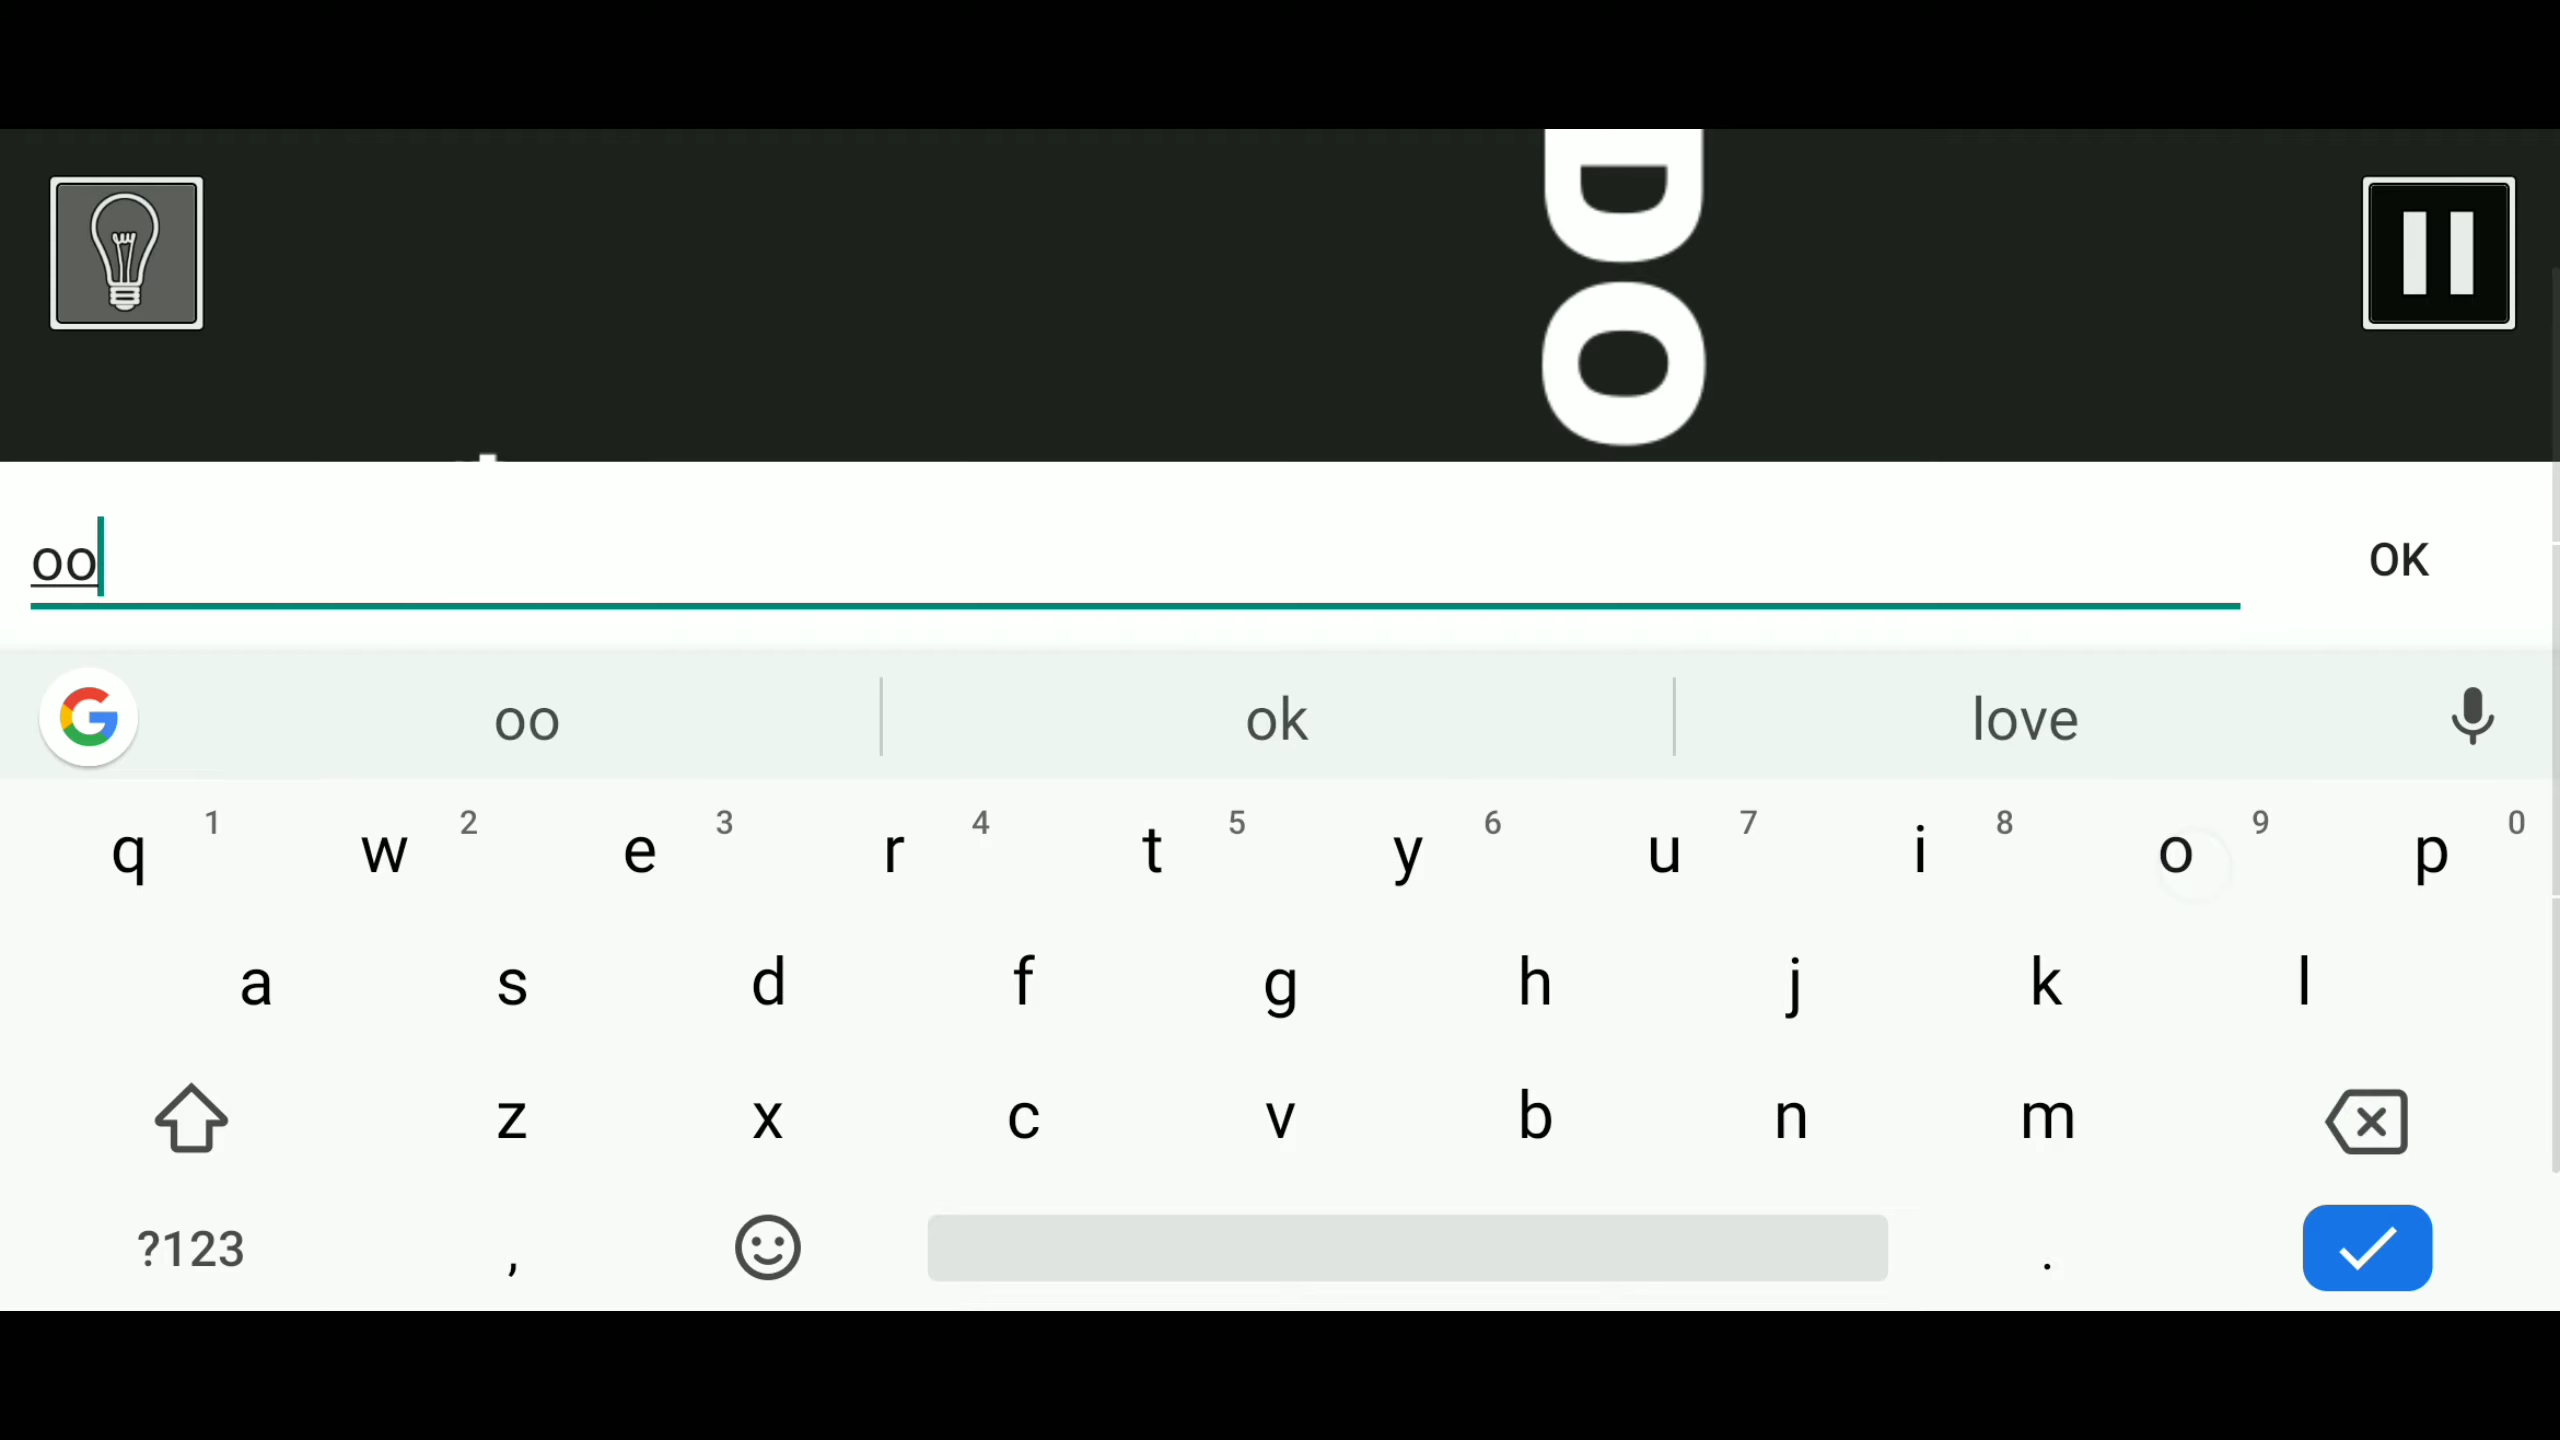 DO
oo
OK
oo ok love
q 1 w 2 e 3 r 4 t 5 y 6 u 7 i 8 o 9 p 0
a s d f g h j k l
z x c v b n m
?123 , .